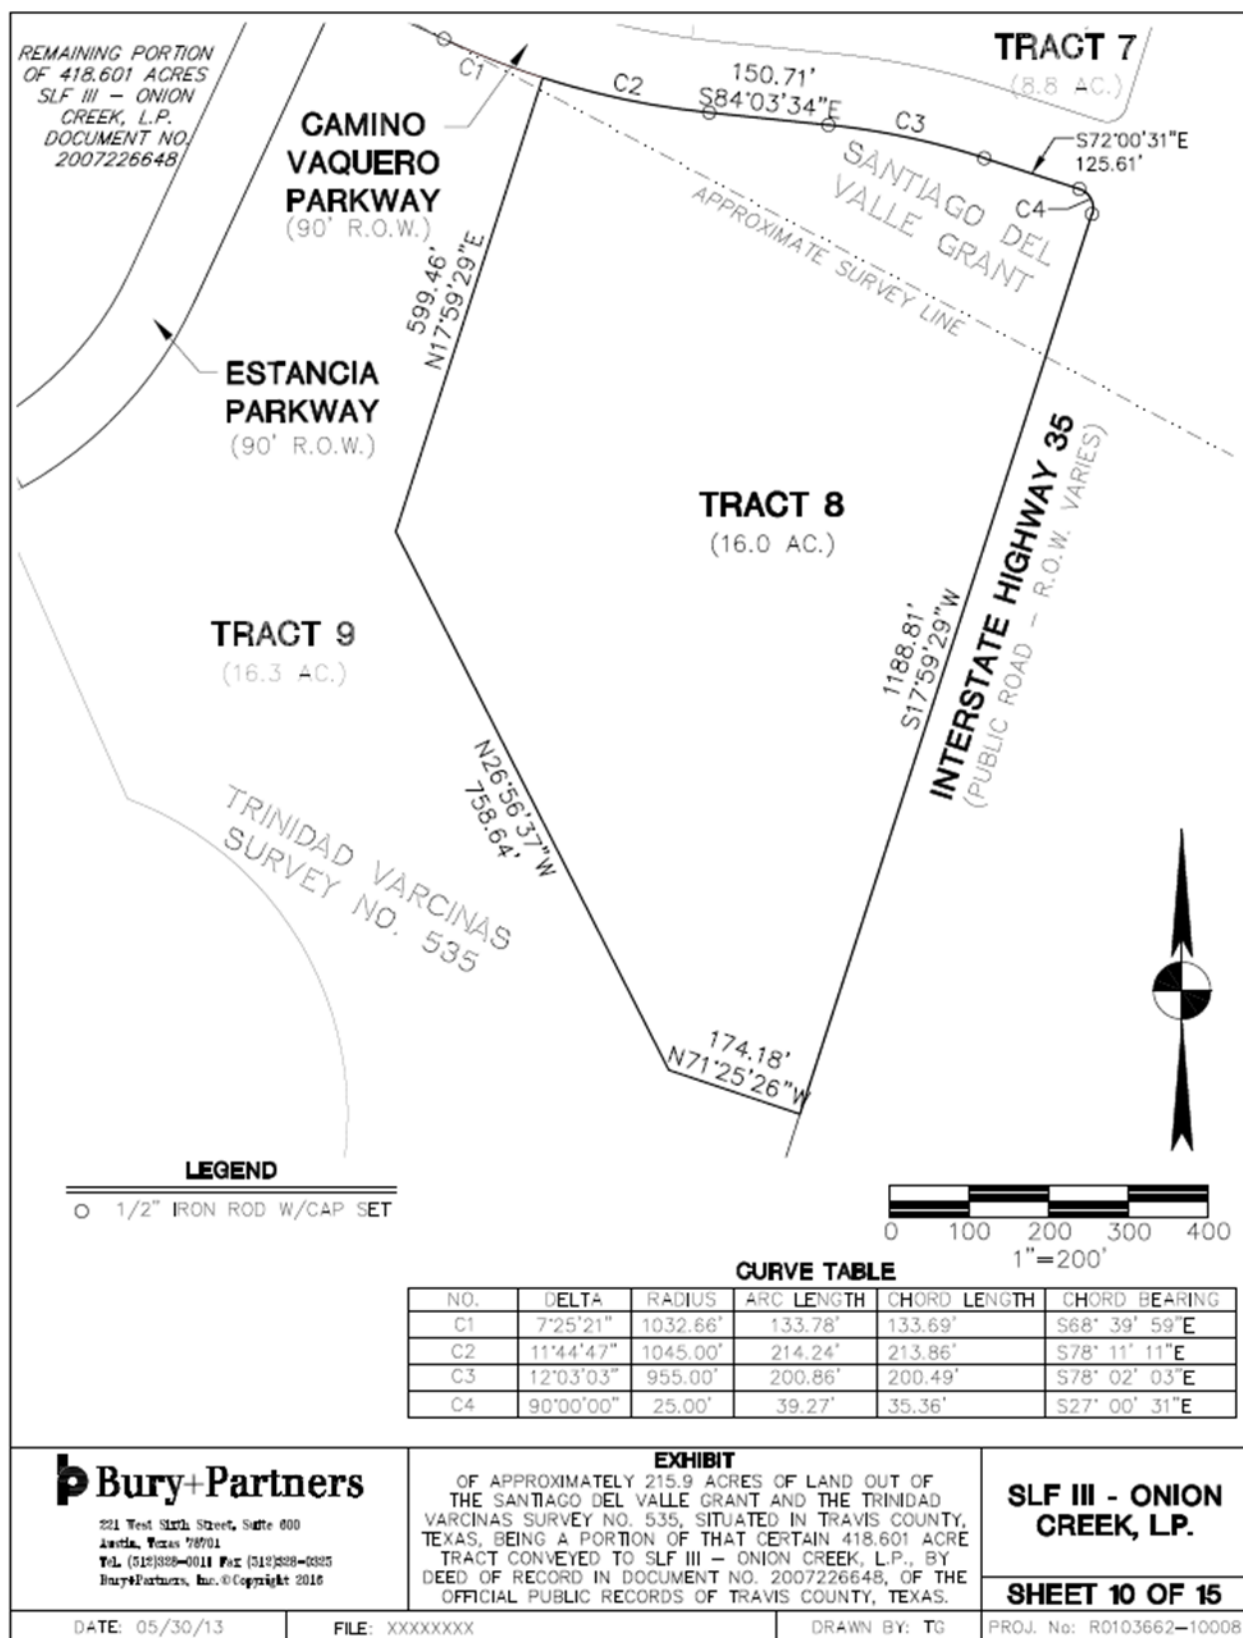 REMAINING PORTION
OF 418.601 ACRES
SLF III – ONION
CREEK, L.P.
DOCUMENT NO.
2007226648
C1
CAMINO
VAQUERO
PARKWAY
(90' R.O.W.)
C2
150.71'
S84°03'34"E
C3
TRACT 7
(8.8 AC.)
S72°00'31"E
125.61'
C4
SANTIAGO DEL
VALLE GRANT
APPROXIMATE SURVEY LINE
599.46'
N17°59'29"E
ESTANCIA
PARKWAY
(90' R.O.W.)
TRACT 8
(16.0 AC.)
INTERSTATE HIGHWAY 35
(PUBLIC ROAD – R.O.W. VARIES)
1188.81'
S17°59'29"W
TRACT 9
(16.3 AC.)
N26°56'37"W
758.64'
TRINIDAD VARCINAS
SURVEY NO. 535
174.18'
N71°25'26"W
LEGEND
1/2" IRON ROD W/CAP SET
0 100 200 300 400
1"=200'
CURVE TABLE
NO. DELTA RADIUS ARC LENGTH CHORD LENGTH CHORD BEARING
C1 7°25'21" 1032.66' 133.78' 133.69' S68° 39' 59"E
C2 11°44'47" 1045.00' 214.24' 213.86' S78° 11' 11"E
C3 12°03'03" 955.00' 200.86' 200.49' S78° 02' 03"E
C4 90°00'00" 25.00' 39.27' 35.36' S27° 00' 31"E
Bury+Partners
221 West Sixth Street, Suite 600
Austin, Texas 78701
Tel. (512)328-0011 Fax (512)328-0325
Bury+Partners, Inc. © Copyright 2016
EXHIBIT
OF APPROXIMATELY 215.9 ACRES OF LAND OUT OF
THE SANTIAGO DEL VALLE GRANT AND THE TRINIDAD
VARCINAS SURVEY NO. 535, SITUATED IN TRAVIS COUNTY,
TEXAS, BEING A PORTION OF THAT CERTAIN 418.601 ACRE
TRACT CONVEYED TO SLF III – ONION CREEK, L.P., BY
DEED OF RECORD IN DOCUMENT NO. 2007226648, OF THE
OFFICIAL PUBLIC RECORDS OF TRAVIS COUNTY, TEXAS.
SLF III - ONION
CREEK, L.P.
SHEET 10 OF 15
DATE: 05/30/13
FILE: XXXXXXXX
DRAWN BY: TG
PROJ. No: R0103662–10008